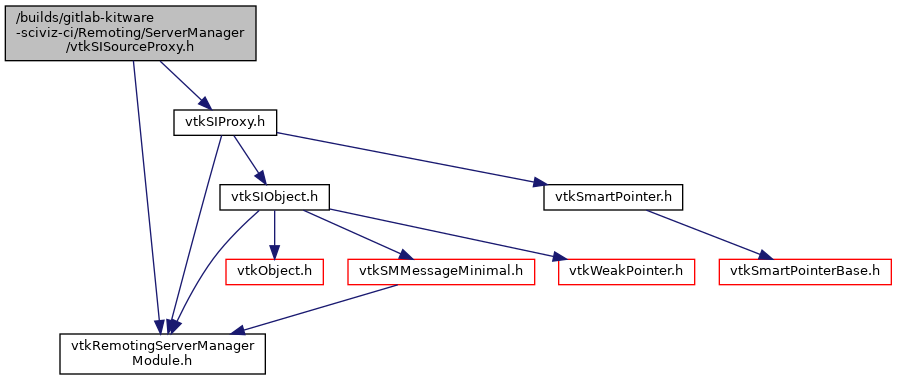 /builds/gitlab-kitware
-sciviz-ci/Remoting/ServerManager
/vtkSISourceProxy.h
vtkSIProxy.h
vtkSIObject.h
vtkSmartPointer.h
vtkObject.h
vtkSMMessageMinimal.h
vtkWeakPointer.h
vtkSmartPointerBase.h
vtkRemotingServerManager
Module.h